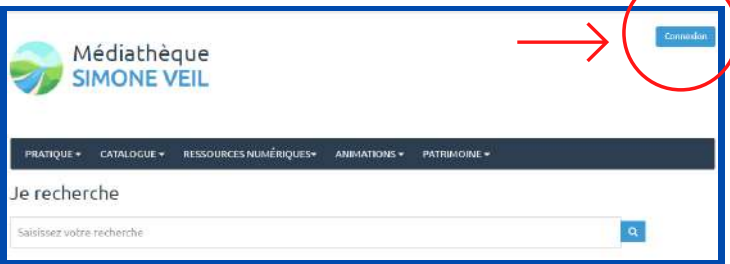 Connexion
Médiathèque
SIMONE VEIL
PRATIQUE CATALOGUE RESSOURCES NUMÉRIQUES ANIMATIONS PATRIMOINE
Je recherche
Saisissez votre recherche